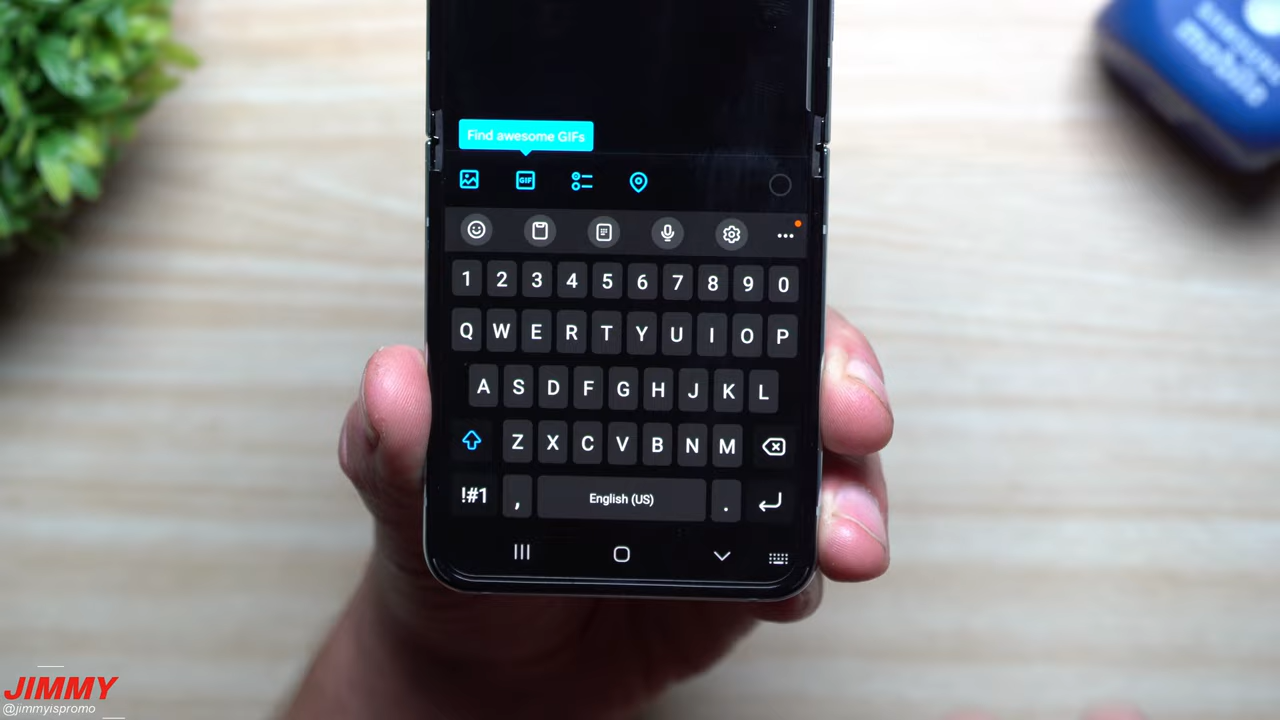 Find awesome GIFs
GIF
1 2 3 4 5 6 7 8 9 0
Q W E R T Y U I O P
A S D F G H J K L
Z X C V B N M
!#1 , English (US) .
mobile
JIMMY
@jimmyispromo